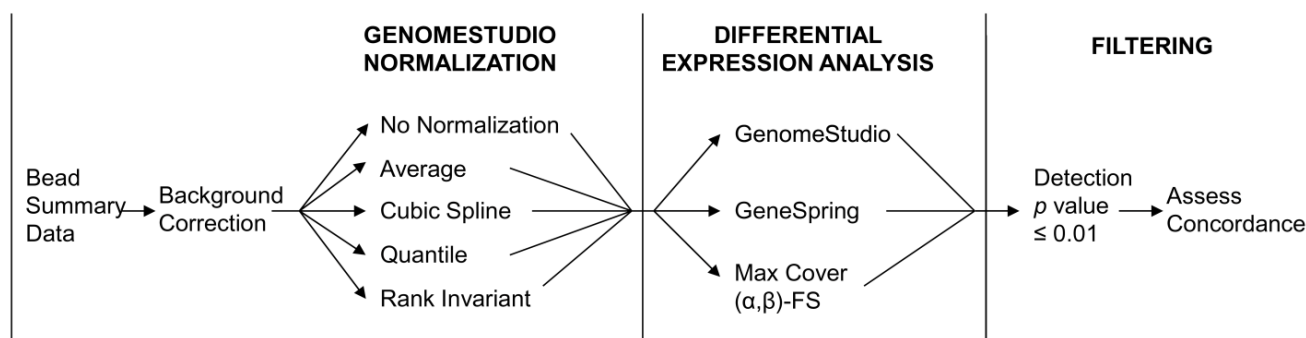 GENOMESTUDIO
NORMALIZATION
DIFFERENTIAL
EXPRESSION ANALYSIS
FILTERING
Bead
Summary
Data
Background
Correction
No Normalization
Average
Cubic Spline
Quantile
Rank Invariant
GenomeStudio
GeneSpring
Max Cover
(α,β)-FS
Detection
p value
≤ 0.01
Assess
Concordance